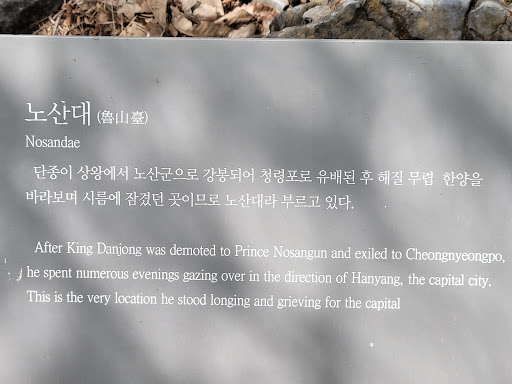 노산대 (魯山臺)
Nosandae
단종이 상왕에서 노산군으로 강봉되어 청령포로 유배된 후 해질 무렵 한양을
바라보며 시름에 잠겼던 곳이므로 노산대라 부르고 있다.
After King Danjong was demoted to Prince Nosangun and exiled to Cheongnyeongpo,
he spent numerous evenings gazing over in the direction of Hanyang, the capital city.
This is the very location he stood longing and grieving for the capital